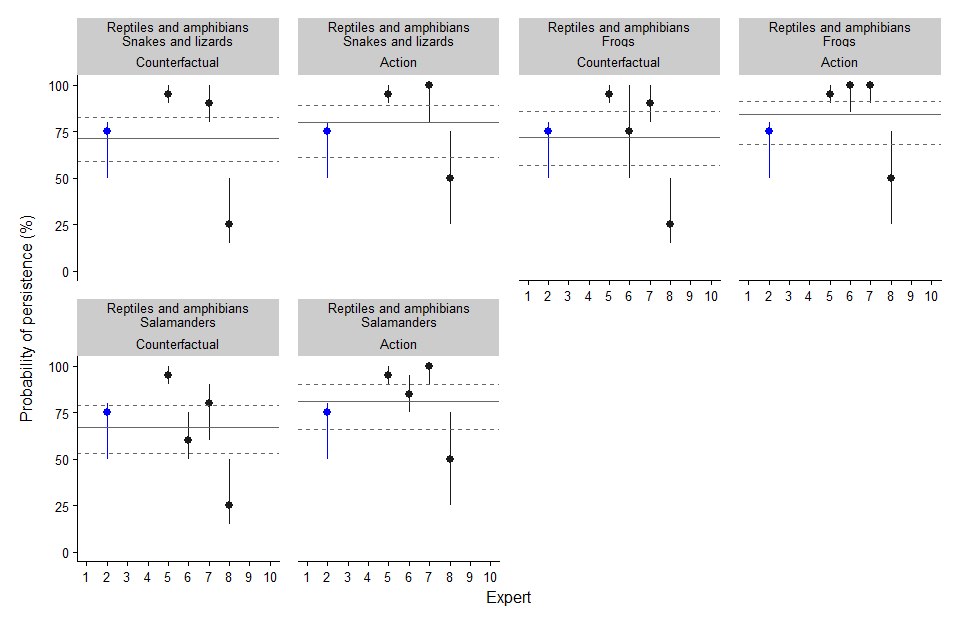 Reptiles and amphibians
Snakes and lizards
Counterfactual
Reptiles and amphibians
Snakes and lizards
Action
Reptiles and amphibians
Frogs
Counterfactual
Reptiles and amphibians
Frogs
Action
100
75
50
25
0
1 2 3 4 5 6 7 8 9 10
1 2 3 4 5 6 7 8 9 10
Probability of persistence (%)
Reptiles and amphibians
Salamanders
Counterfactual
Reptiles and amphibians
Salamanders
Action
100
75
50
25
0
1 2 3 4 5 6 7 8 9 10
1 2 3 4 5 6 7 8 9 10
Expert